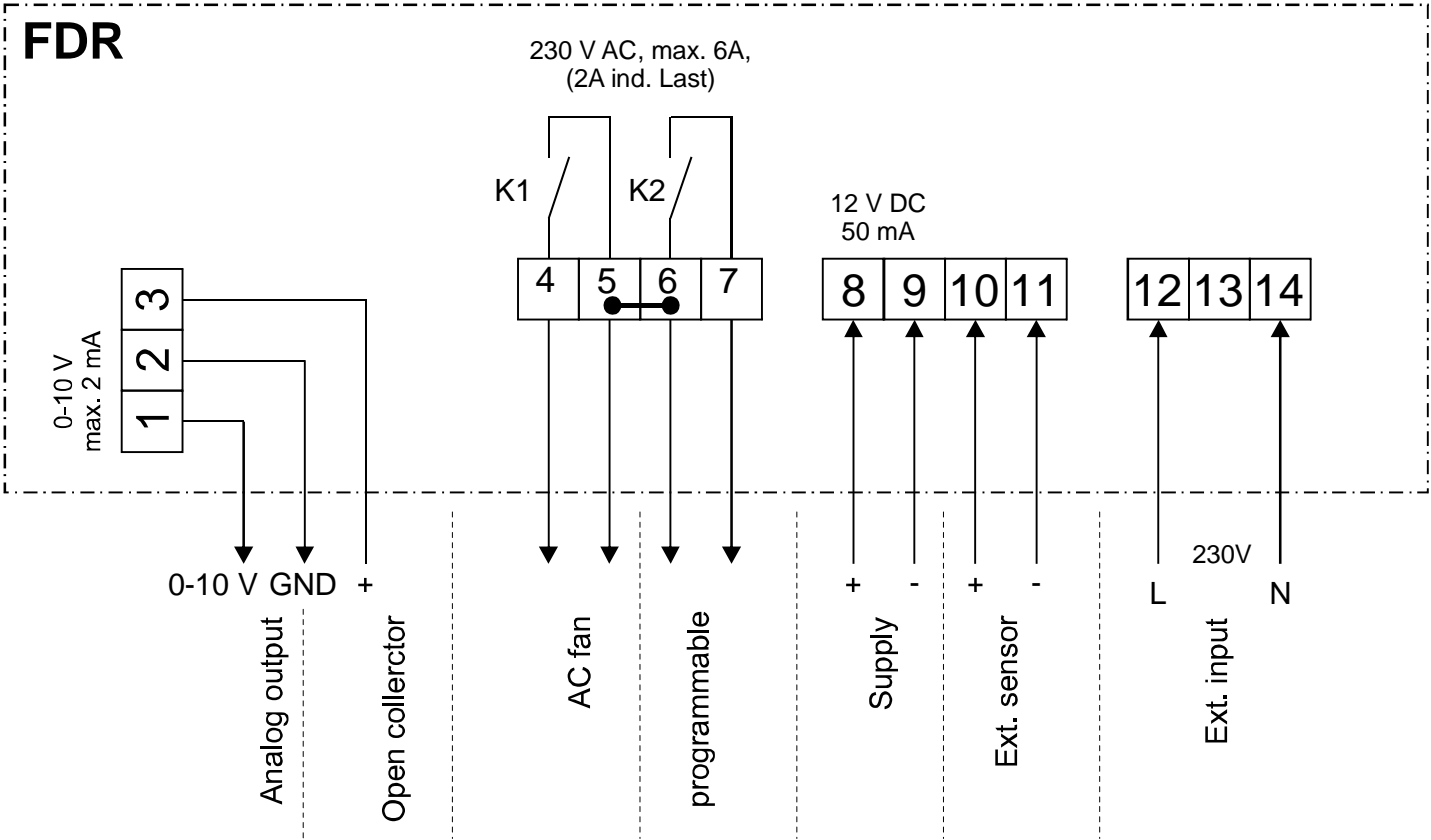 FDR
230 V AC, max. 6A,
(2A ind. Last)
K1
K2
12 V DC
50 mA
0-10 V
max. 2 mA
3
2
1
4 5 6 7
8 9 10 11
12 13 14
0-10 V GND +
+ - + -
230V
L N
Analog output
Open collerctor
AC fan
programmable
Supply
Ext. sensor
Ext. input